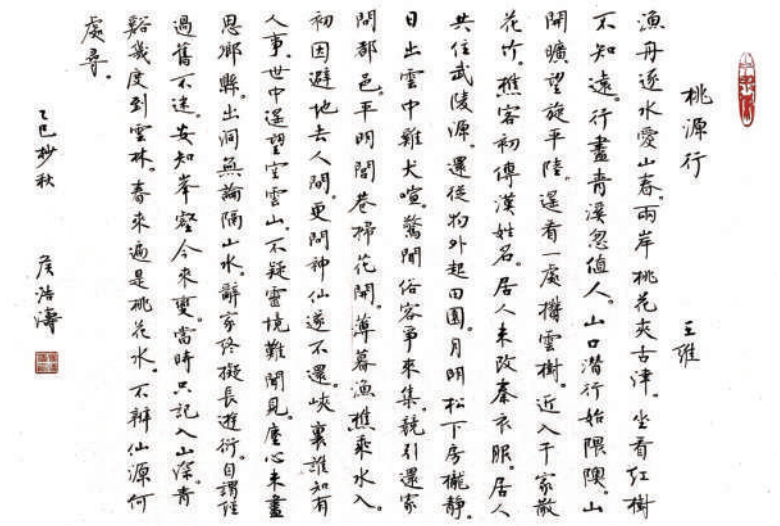 桃源行
王維
漁舟逐水愛山春。兩岸桃花夾古津。坐看紅樹
不知遠。行盡青溪忽值人。山口潛行始隈隩。山
開曠望旋平陸。遥看一處攢雲樹。近入千家散
花竹。樵客初傳漢姓名。居人未改秦衣服。居人
共住武陵源。還從物外起田園。月明松下房櫳靜。
日出雲中雞犬喧。驚聞俗客爭來集。競引還家
問都邑。平明閭巷掃花開。薄暮漁樵乘水入。
初因避地去人間。更問神仙遂不還。峽裏誰知有
人事。世中遥望空雲山。不疑靈境難聞見。塵心未盡
思鄉縣。出洞無論隔山水。辭家終擬長遊衍。自謂經
過舊不迷。安知峯壑今來變。當時只記入山深。青
谿幾度到雲林。春來遍是桃花水。不辨仙源何
處尋。
乙巳杪秋
侯浩濤